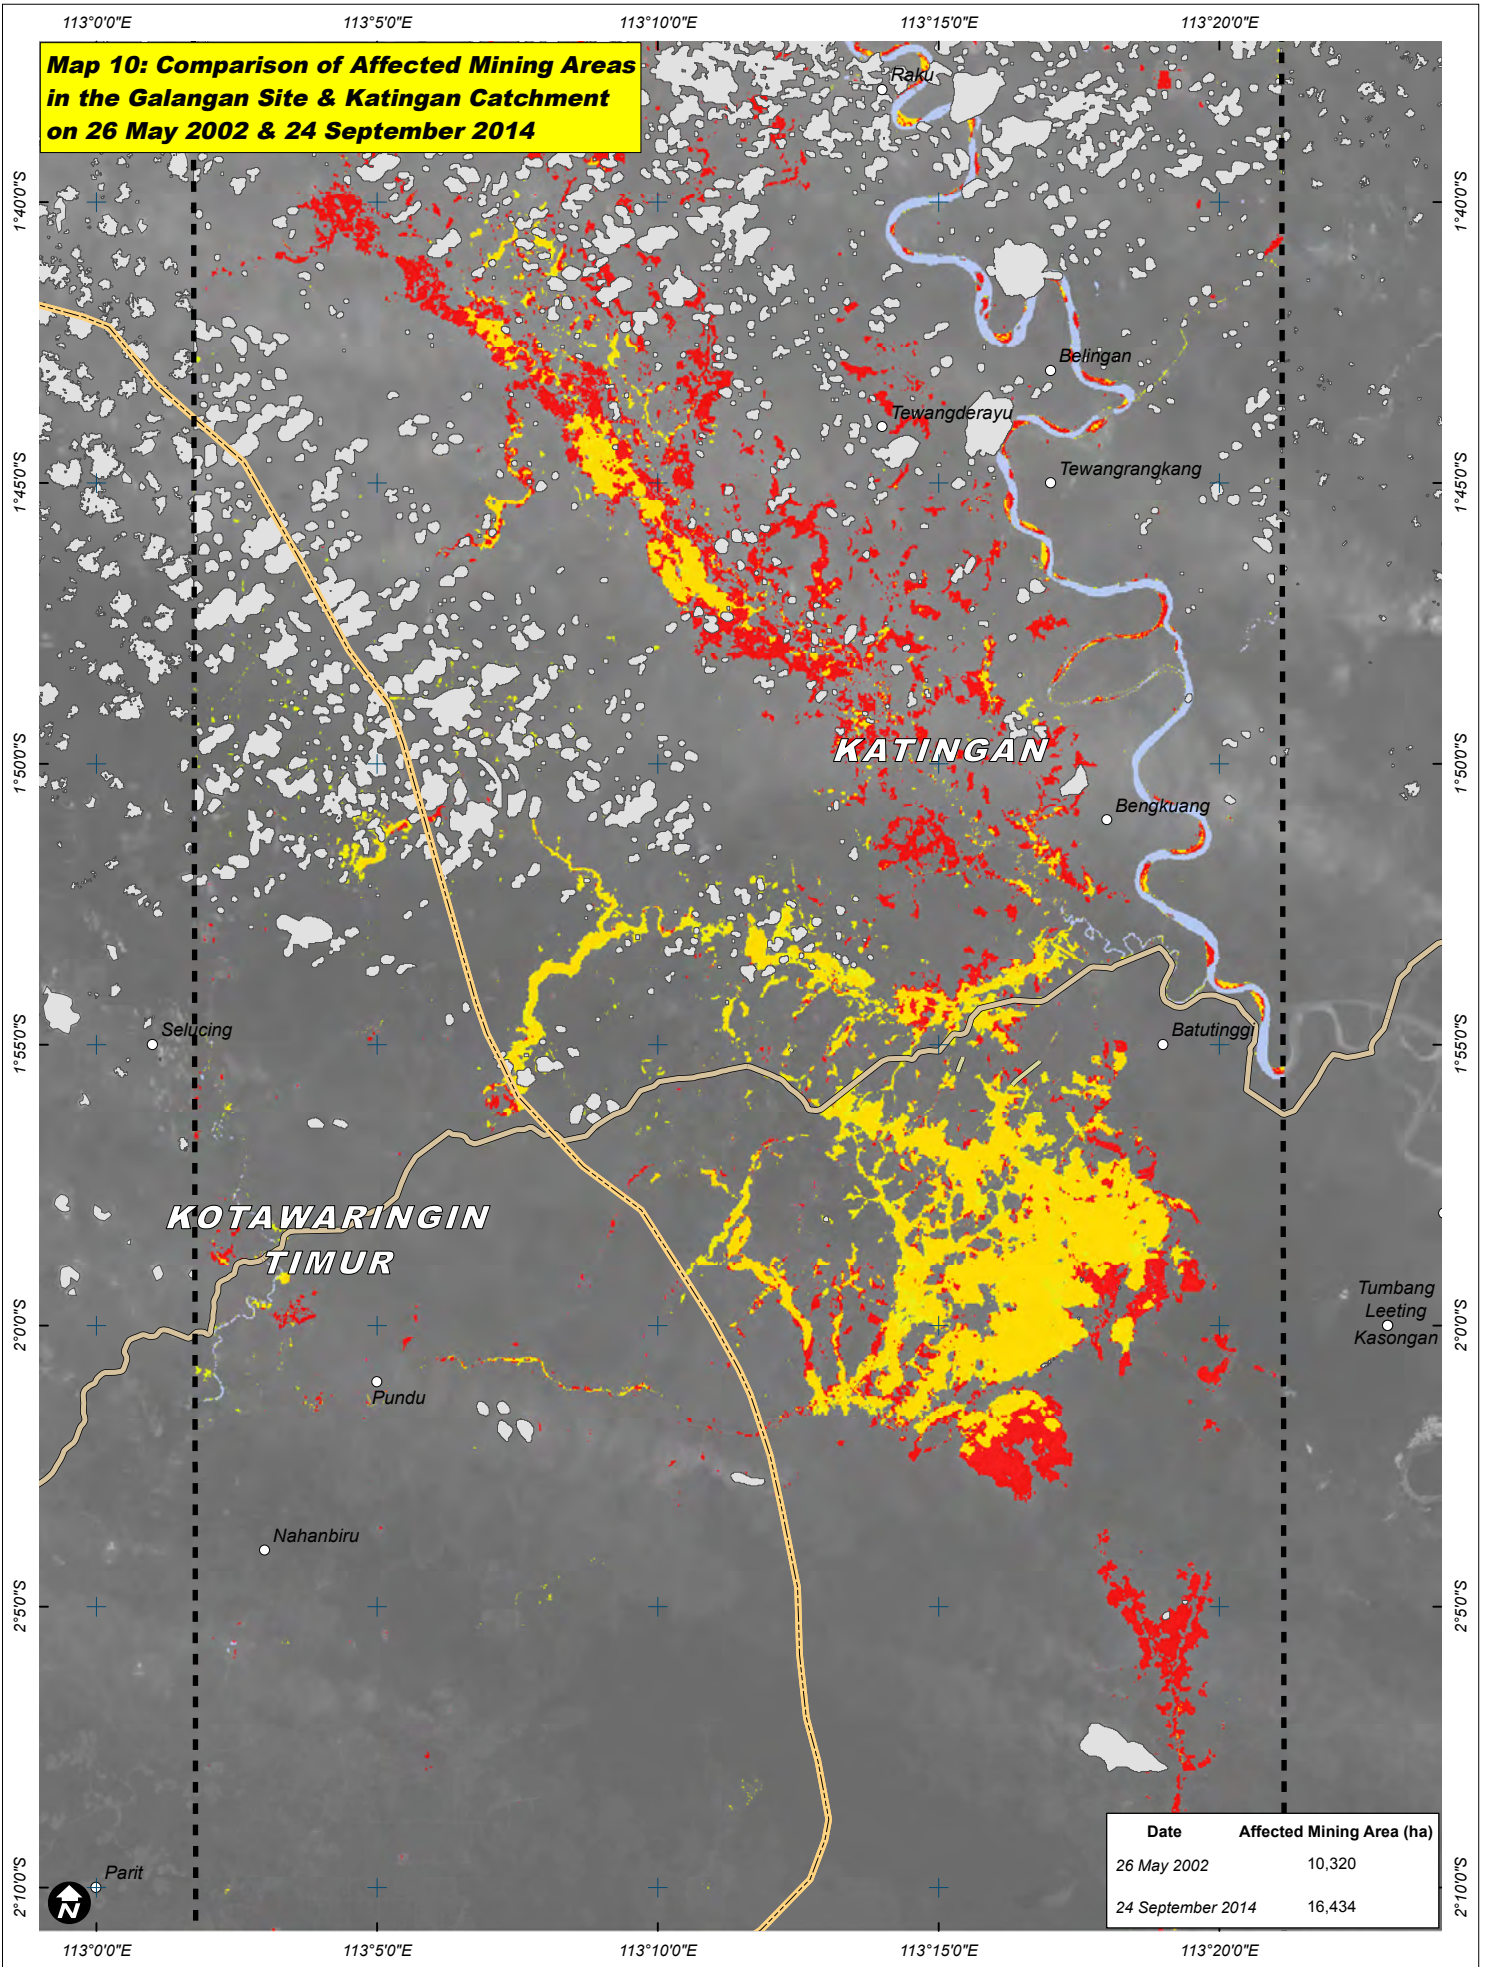 113°0'0"E
113°5'0"E
113°10'0"E
113°15'0"E
113°20'0"E
Map 10: Comparison of Affected Mining Areas
in the Galangan Site & Katingan Catchment
on 26 May 2002 & 24 September 2014
Raku
1°40'0"S
1°40'0"S
Belingan
Tewangderayu
Tewangrangkang
1°45'0"S
1°45'0"S
KATINGAN
1°50'0"S
1°50'0"S
Bengkuang
Selucing
Batutinggi
1°55'0"S
1°55'0"S
KOTAWARINGIN
TIMUR
Tumbang
Leeting
Kasongan
2°0'0"S
2°0'0"S
Pundu
Nahanbiru
2°5'0"S
2°5'0"S
Date Affected Mining Area (ha)
26 May 2002 10,320
24 September 2014 16,434
Parit
N
2°10'0"S
2°10'0"S
113°0'0"E
113°5'0"E
113°10'0"E
113°15'0"E
113°20'0"E